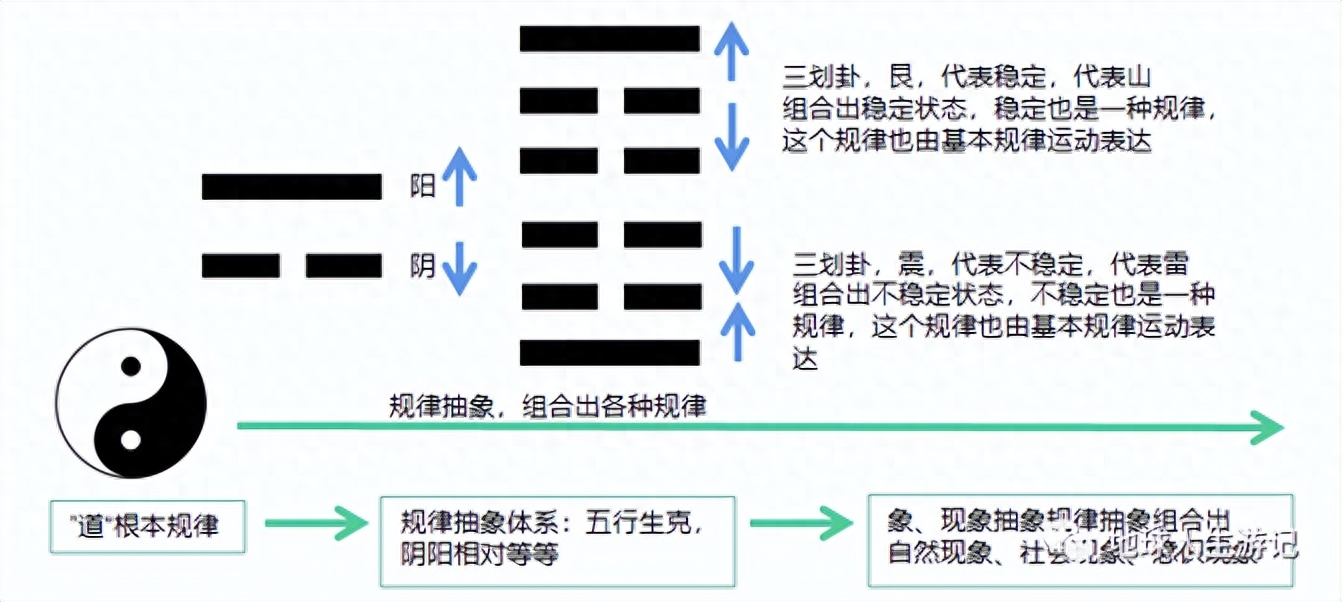 三划卦，艮，代表稳定，代表山
组合出稳定状态，稳定也是一种规律，
这个规律也由基本规律运动表达
阳
阴
三划卦，震，代表不稳定，代表雷
组合出不稳定状态，不稳定也是一种
规律，这个规律也由基本规律运动表
达
规律抽象，组合出各种规律
"道"根本规律
规律抽象体系：五行生克，
阴阳相对等等
象、现象抽象规律抽象组合出
自然现象、社会现象、
地球人生游记